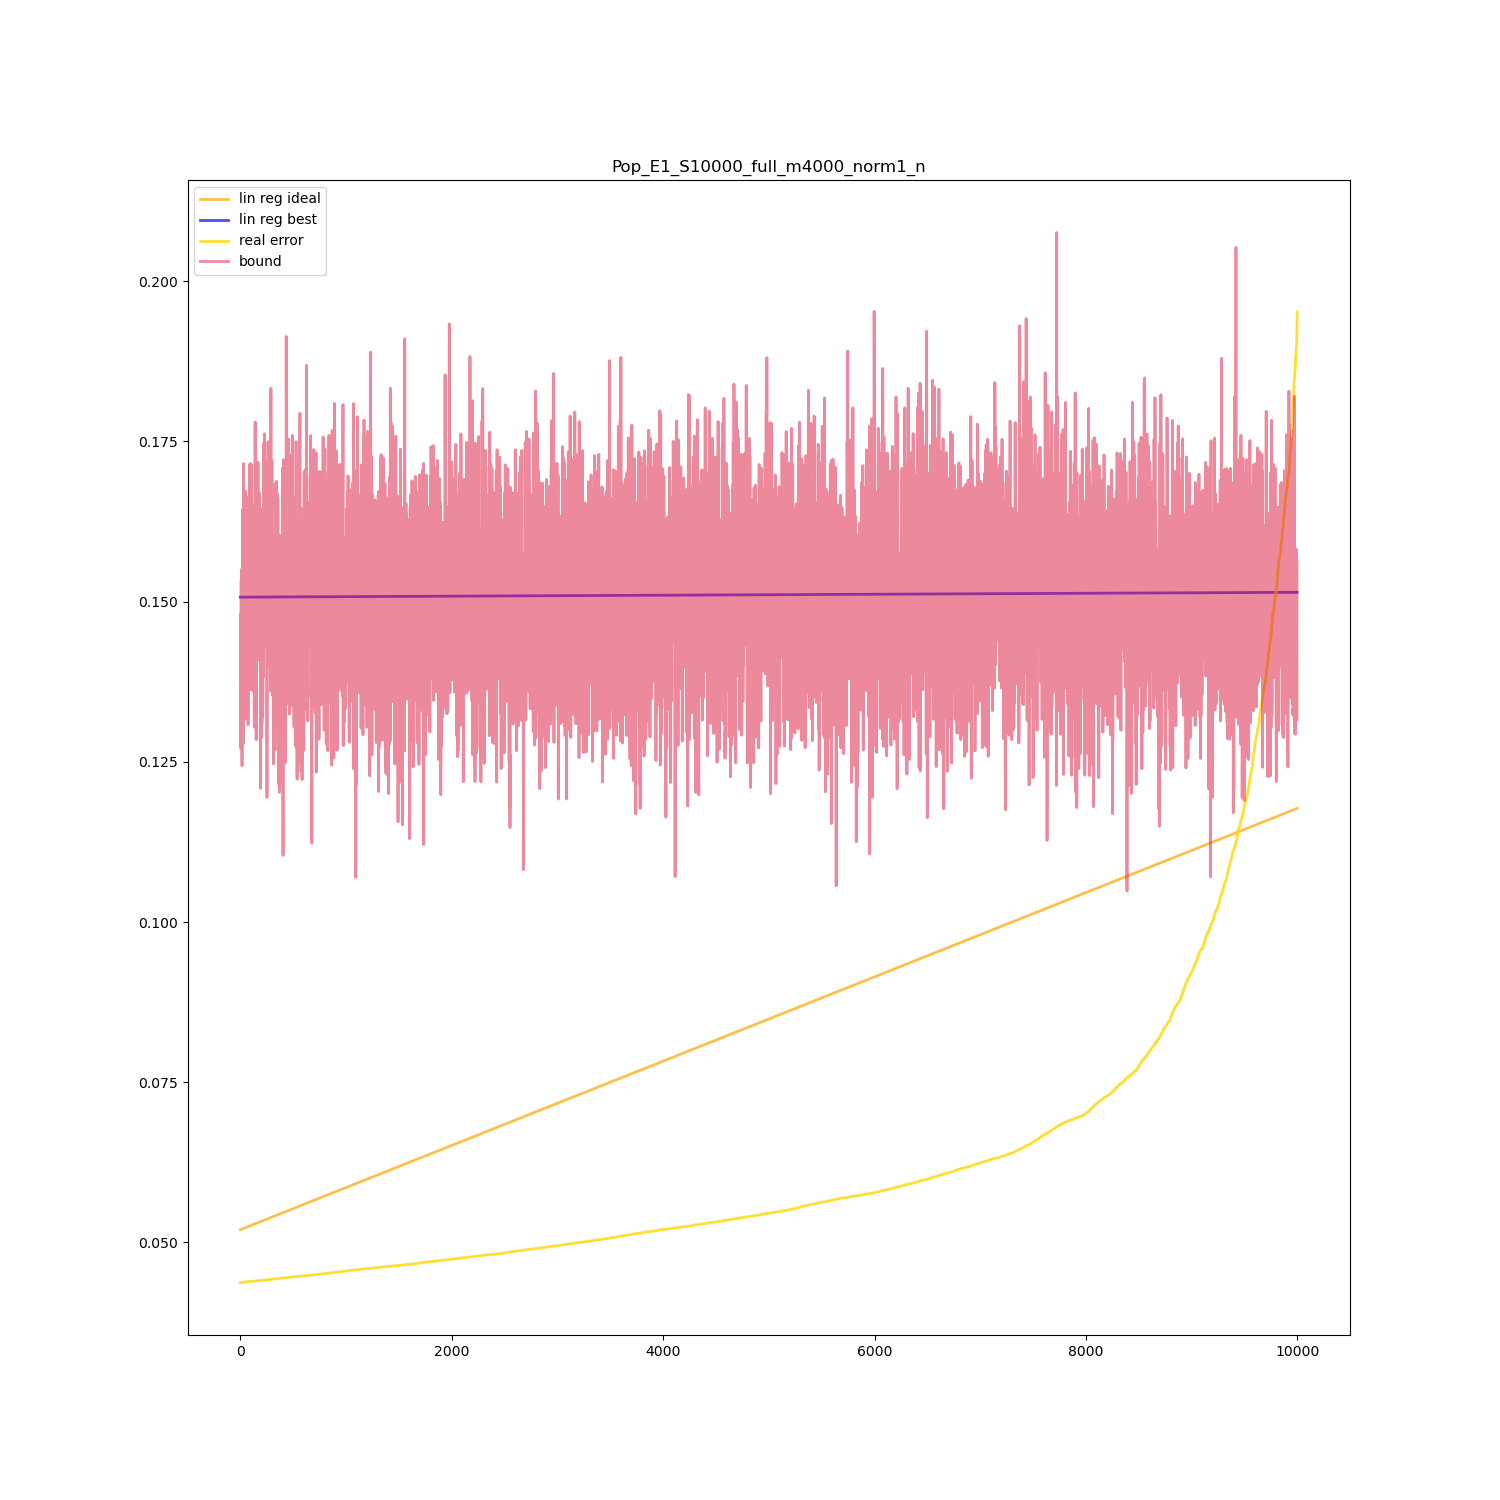 Pop_E1_S10000_full_m4000_norm1_n
lin reg ideal
lin reg best
real error
bound
0.200
0.175
0.150
0.125
0.100
0.075
0.050
0 2000 4000 6000 8000 10000